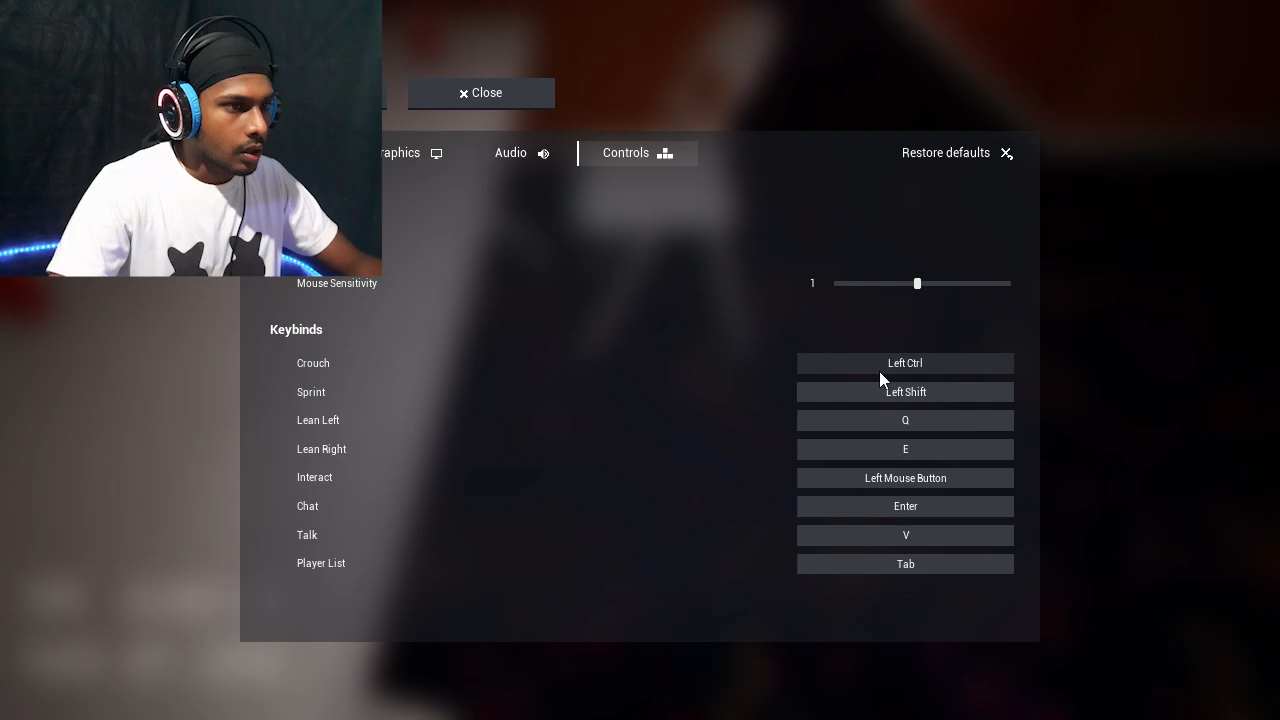 Close
raphics
Audio
Controls
Restore defaults
Mouse Sensitivity 1
Keybinds
Crouch Left Ctrl
Sprint Left Shift
Lean Left Q
Lean Right E
Interact Left Mouse Button
Chat Enter
Talk V
Player List Tab